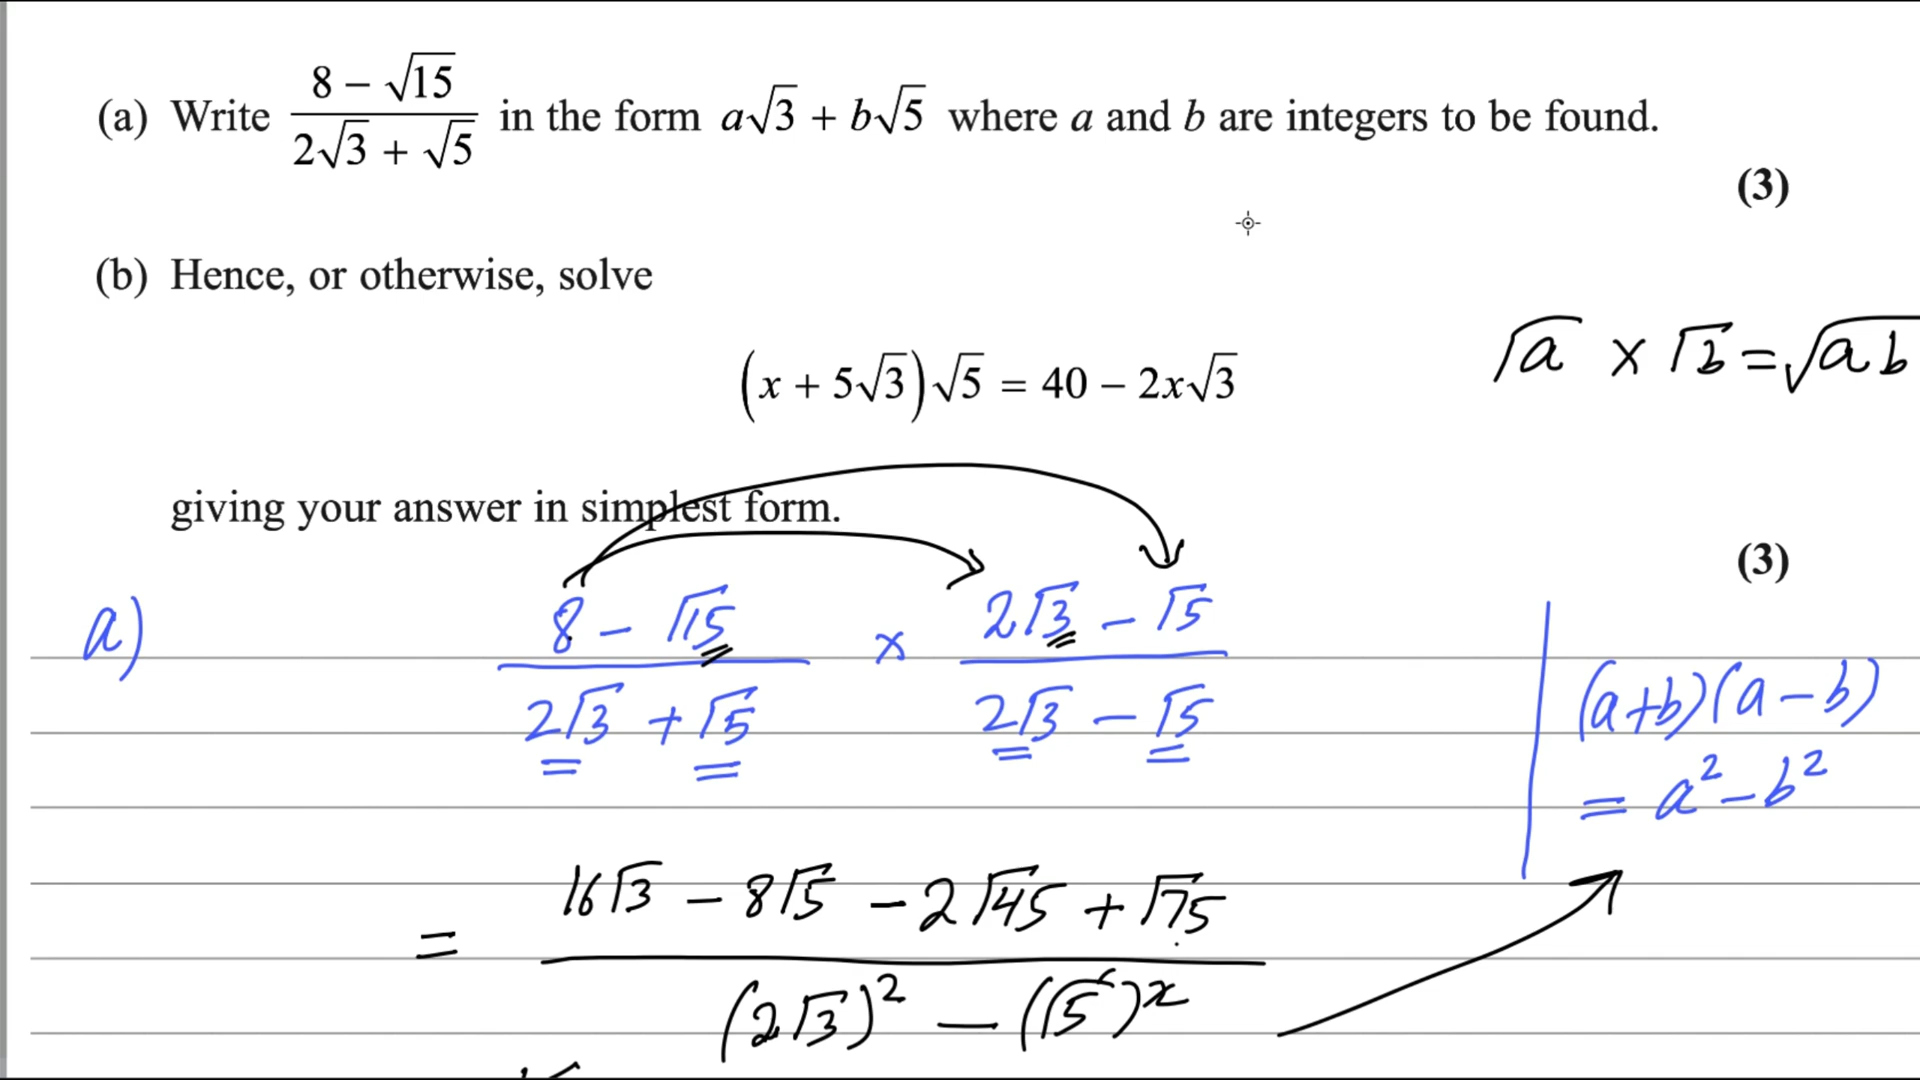 (a) Write (8 − √15)/(2√3 + √5) in the form a√3 + b√5 where a and b are integers to be found.
(3)
(b) Hence, or otherwise, solve
(x + 5√3)√5 = 40 − 2x√3
√a × √b = √ab
giving your answer in simplest form.
(3)
a) (8 − √15)/(2√3 + √5) × (2√3 − √5)/(2√3 − √5)
(a+b)(a−b)
= a² − b²
= (16√3 − 8√5 − 2√45 + √75)/((2√3)² − (√5)²)